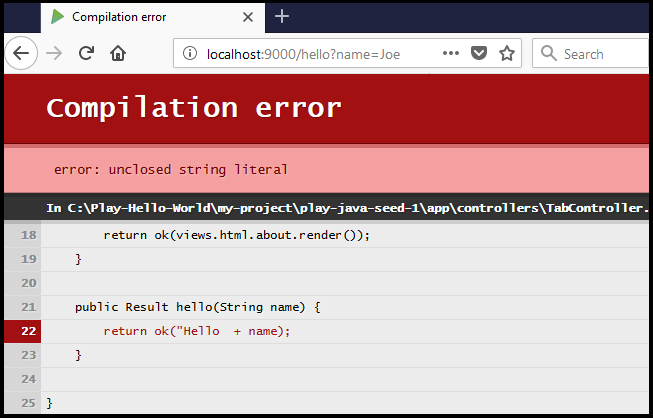 Compilation error
localhost:9000/hello?name=Joe
Search
Compilation error
error: unclosed string literal
In C:\Play-Hello-World\my-project\play-java-seed-1\app\controllers\TabController.
18         return ok(views.html.about.render());
19     }
20
21     public Result hello(String name) {
22         return ok("Hello  + name);
23     }
24
25 }